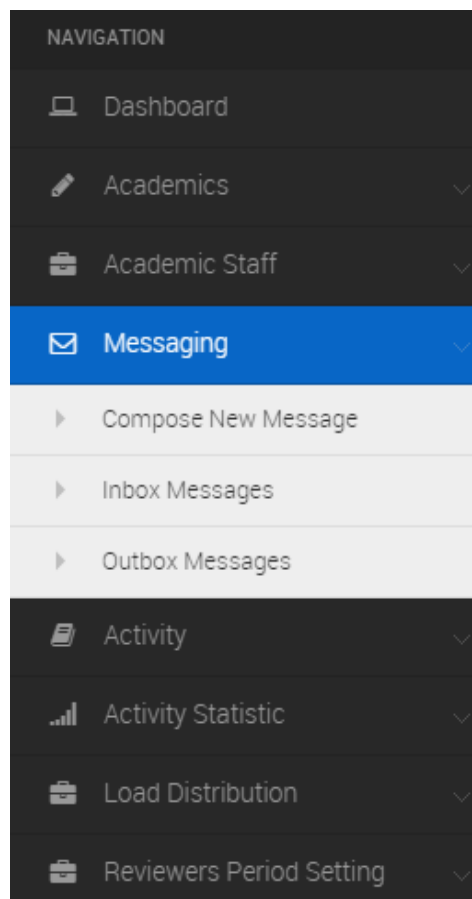 NAVIGATION
Dashboard
Academics
Academic Staff
Messaging
Compose New Message
Inbox Messages
Outbox Messages
Activity
Activity Statistic
Load Distribution
Reviewers Period Setting